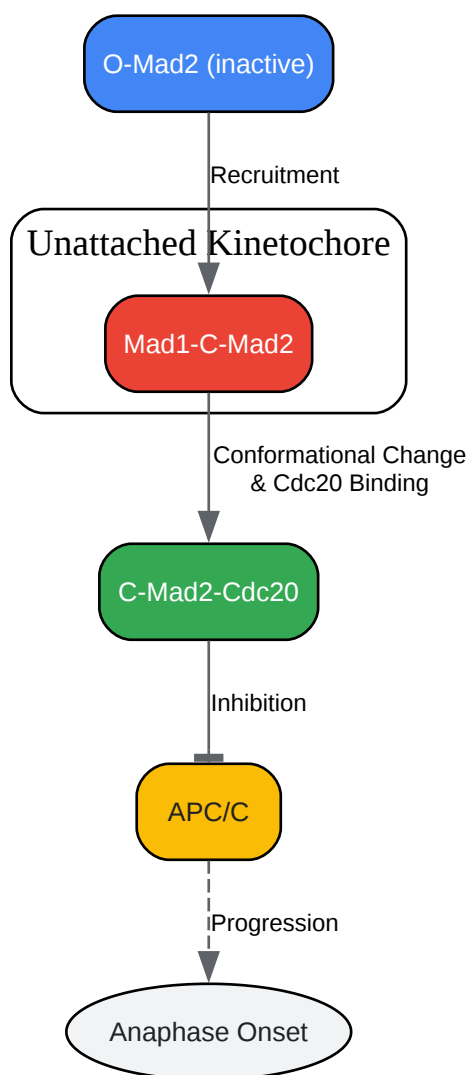 O-Mad2 (inactive)
Recruitment
Unattached Kinetochore
Mad1-C-Mad2
Conformational Change
& Cdc20 Binding
C-Mad2-Cdc20
Inhibition
APC/C
Progression
Anaphase Onset